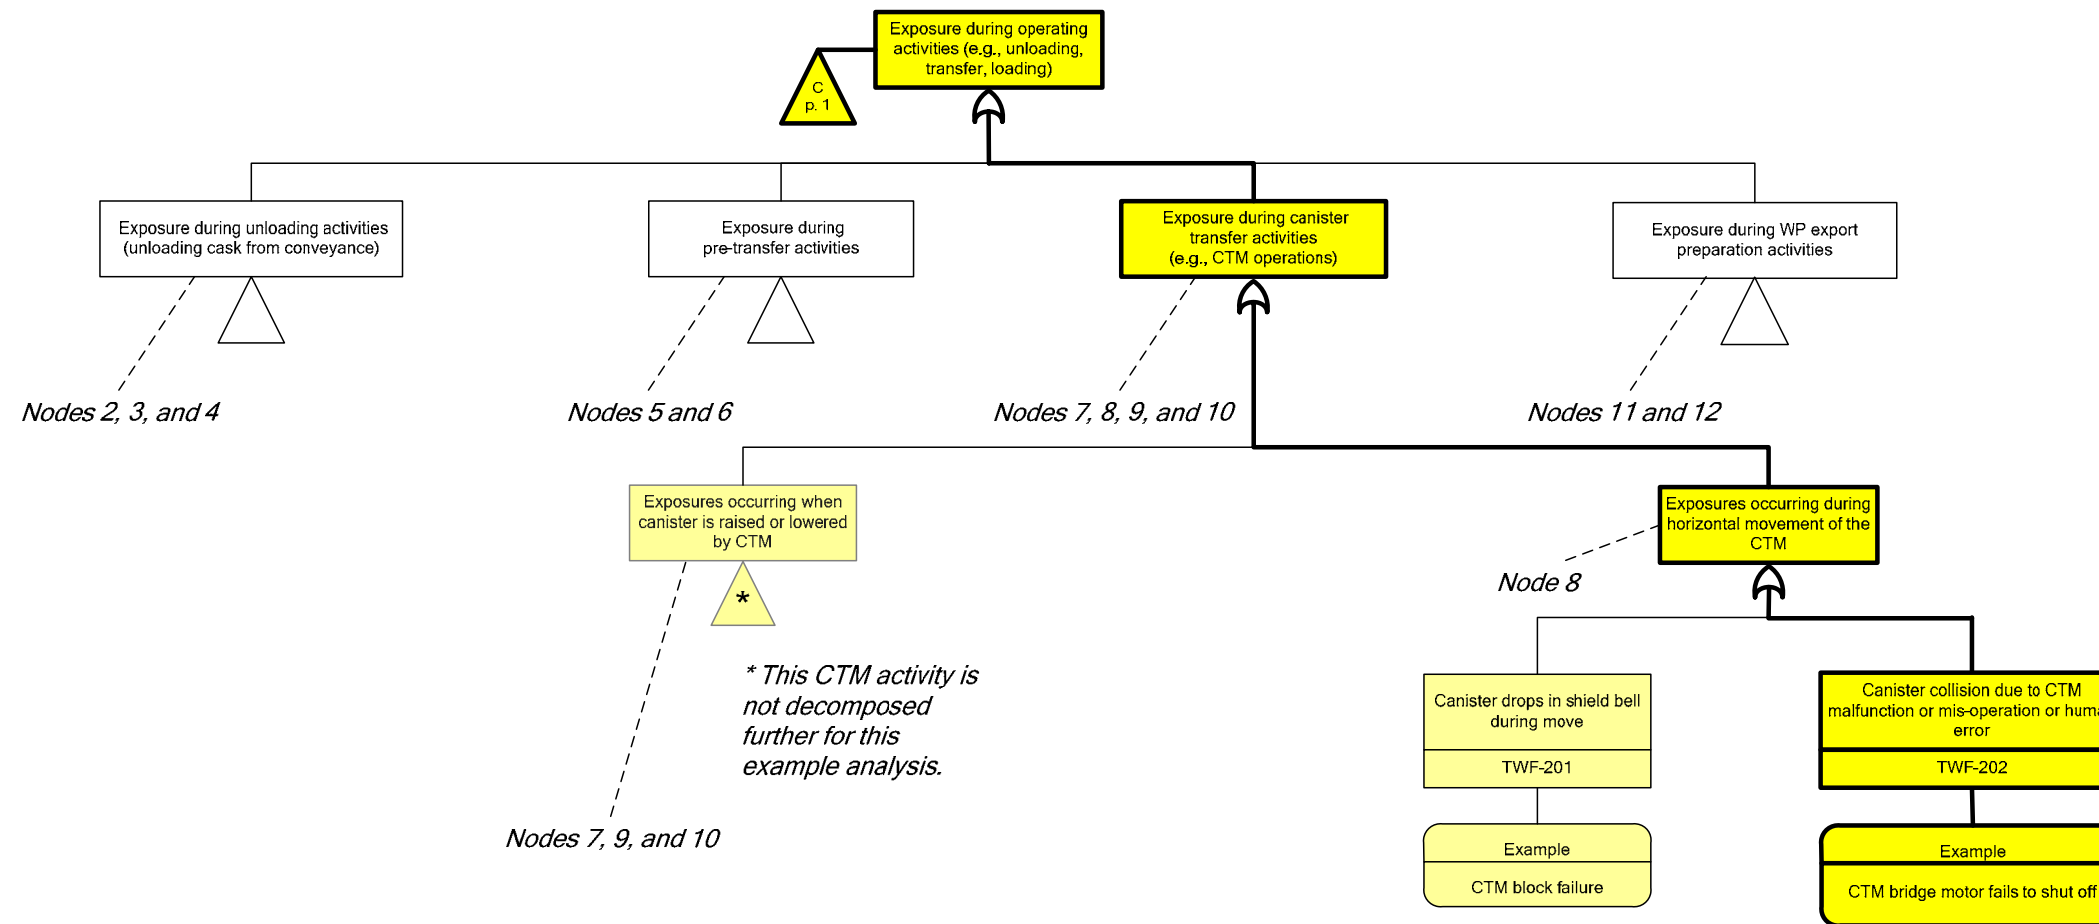 Exposure during operating
activities (e.g., unloading,
transfer, loading)
C
p. 1
Exposure during unloading activities
(unloading cask from conveyance)
Exposure during
pre-transfer activities
Exposure during canister
transfer activities
(e.g., CTM operations)
Exposure during WP export
preparation activities
Nodes 2, 3, and 4
Nodes 5 and 6
Nodes 7, 8, 9, and 10
Nodes 11 and 12
Exposures occurring when
canister is raised or lowered
by CTM
*
Exposures occurring during
horizontal movement of the
CTM
Node 8
* This CTM activity is
not decomposed
further for this
example analysis.
Nodes 7, 9, and 10
Canister drops in shield bell
during move
TWF-201
Example
CTM block failure
Canister collision due to CTM
malfunction or mis-operation or
error
TWF-202
Example
CTM bridge motor fails to shut off